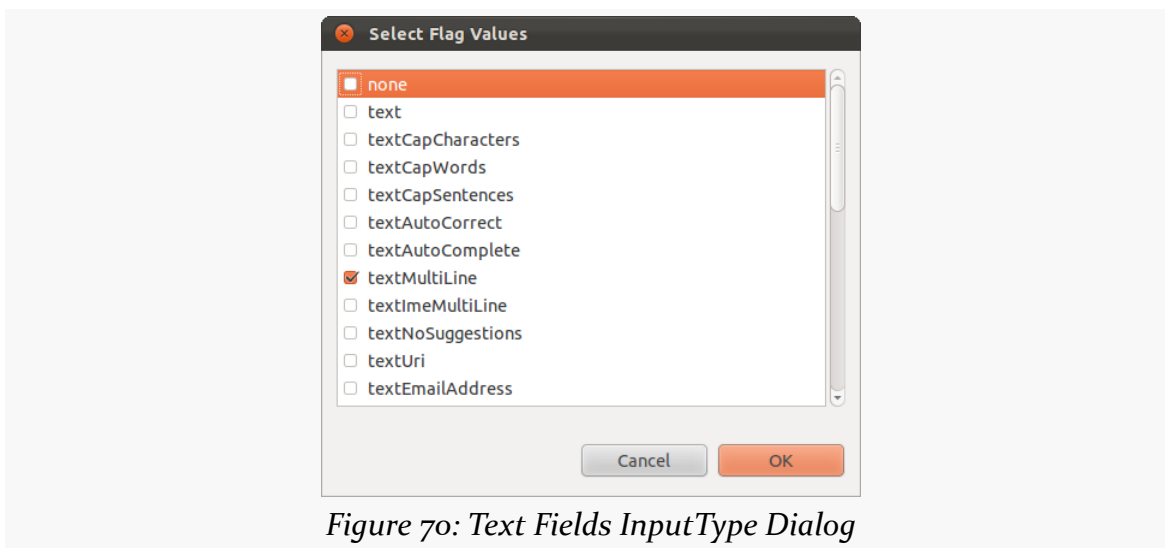 Select Flag Values
none
text
textCapCharacters
textCapWords
textCapSentences
textAutoCorrect
textAutoComplete
textMultiLine
textImeMultiLine
textNoSuggestions
textUri
textEmailAddress
Cancel OK
Figure 70: Text Fields InputType Dialog